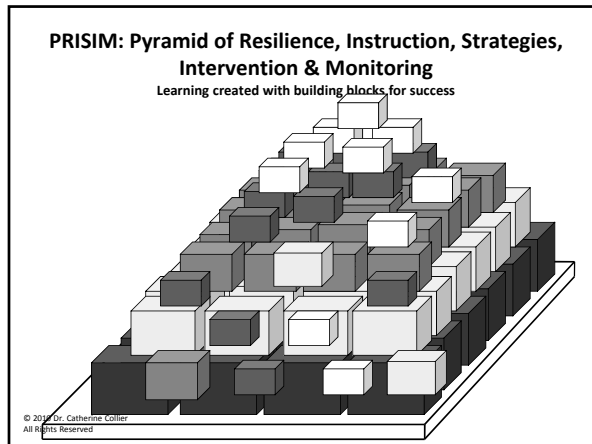 PRISIM: Pyramid of Resilience, Instruction, Strategies,
Intervention & Monitoring
Learning created with building blocks for success
© 2010 Dr. Catherine Collier
All Rights Reserved